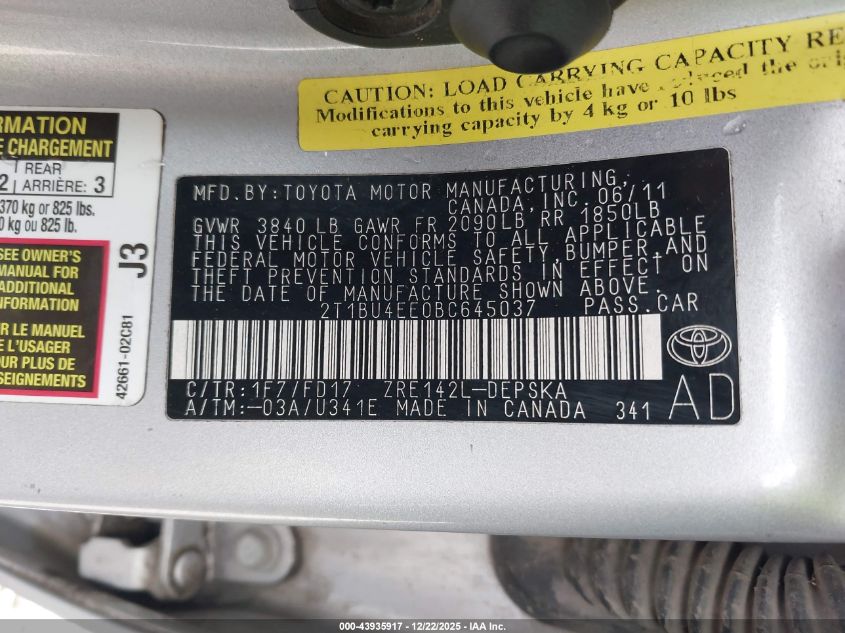 CAUTION: LOAD CARRYING CAPACITY RE
Modifications to this vehicle have reduced the ori
carrying capacity by 4 kg or 10 lbs
ORMATION
E CHARGEMENT
REAR
2 ARRIÈRE: 3
370 kg or 825 lbs.
0 kg ou 825 lb.
SEE OWNER'S
MANUAL FOR
ADDITIONAL
INFORMATION
R LE MANUEL
E L'USAGER
OUR PLUS DE
SEIGNEMENTS
42661-02C81
J3
MFD.BY:TOYOTA MOTOR MANUFACTURING,
CANADA,INC. 06/11
GVWR 3840LB GAWR FR 2090LB,RR 1850LB
THIS VEHICLE CONFORMS TO ALL APPLICABLE
FEDERAL MOTOR VEHICLE SAFETY,BUMPER,AND
THEFT PREVENTION STANDARDS IN EFFECT ON
THE DATE OF MANUFACTURE SHOWN ABOVE.
2T1BU4EE0BC645037 PASS.CAR
TOYOTA
C/TR:1F7/FD17 ZRE142L-DEPSKA
A/TM:-03A/U341E MADE IN CANADA 341
AD
000-43935917 - 12/22/2025 - IAA Inc.